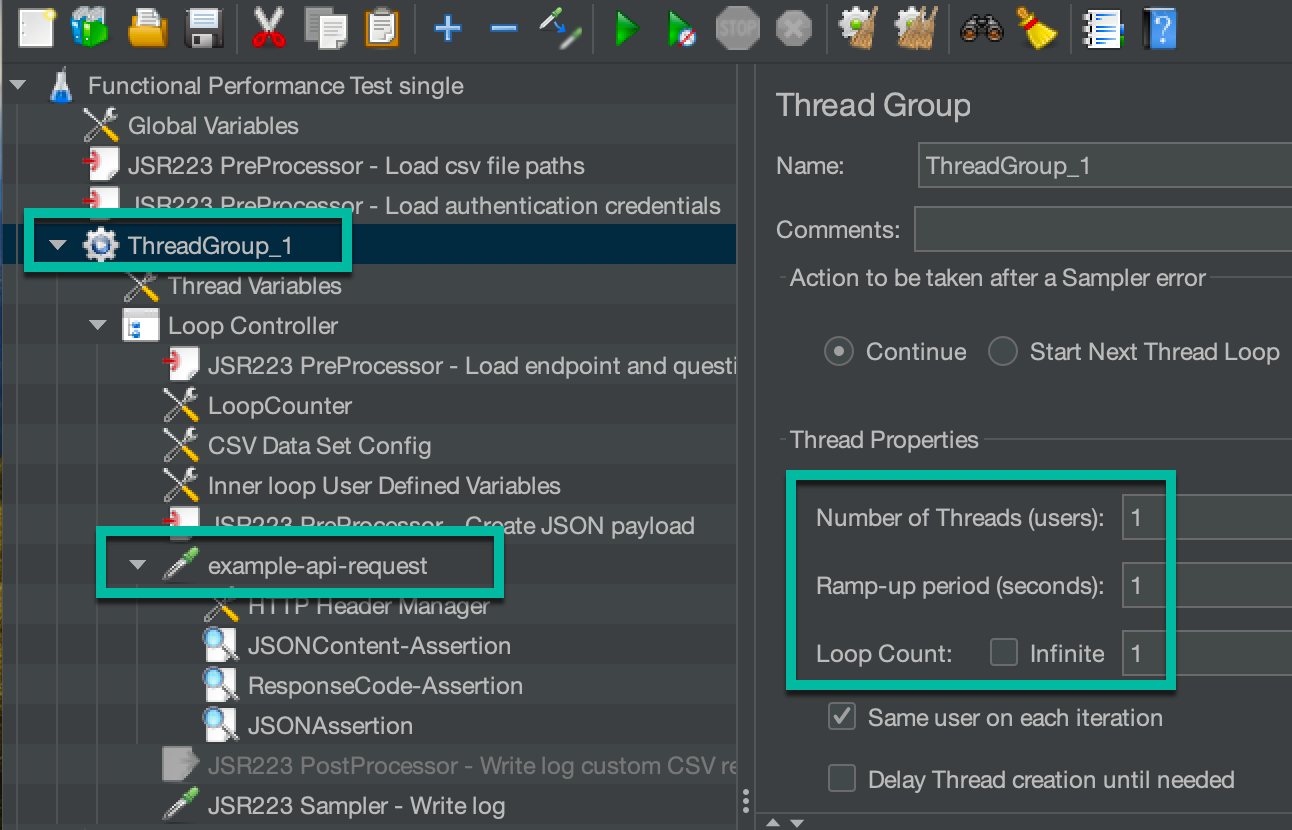 STOP
Functional Performance Test single
Global Variables
JSR223 PreProcessor - Load csv file paths
JSR223 PreProcessor - Load authentication credentials
ThreadGroup_1
Thread Variables
Loop Controller
JSR223 PreProcessor - Load endpoint and questi
LoopCounter
CSV Data Set Config
Inner loop User Defined Variables
JSR223 PreProcessor - Create JSON payload
example-api-request
HTTP Header Manager
JSONContent-Assertion
ResponseCode-Assertion
JSONAssertion
JSR223 PostProcessor - Write log custom CSV re
JSR223 Sampler - Write log
Thread Group
Name: ThreadGroup_1
Comments:
Action to be taken after a Sampler error
Continue Start Next Thread Loop
Thread Properties
Number of Threads (users): 1
Ramp-up period (seconds): 1
Loop Count: Infinite 1
Same user on each iteration
Delay Thread creation until needed